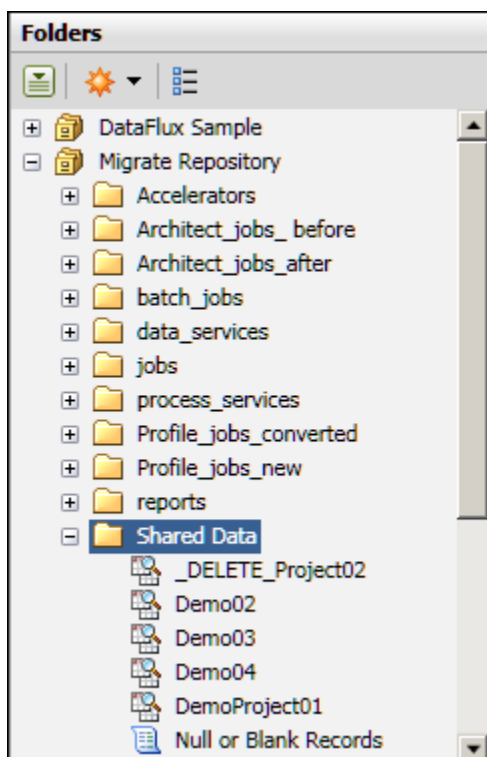 Folders
DataFlux Sample
Migrate Repository
Accelerators
Architect_jobs_ before
Architect_jobs_after
batch_jobs
data_services
jobs
process_services
Profile_jobs_converted
Profile_jobs_new
reports
Shared Data
_DELETE_Project02
Demo02
Demo03
Demo04
DemoProject01
Null or Blank Records